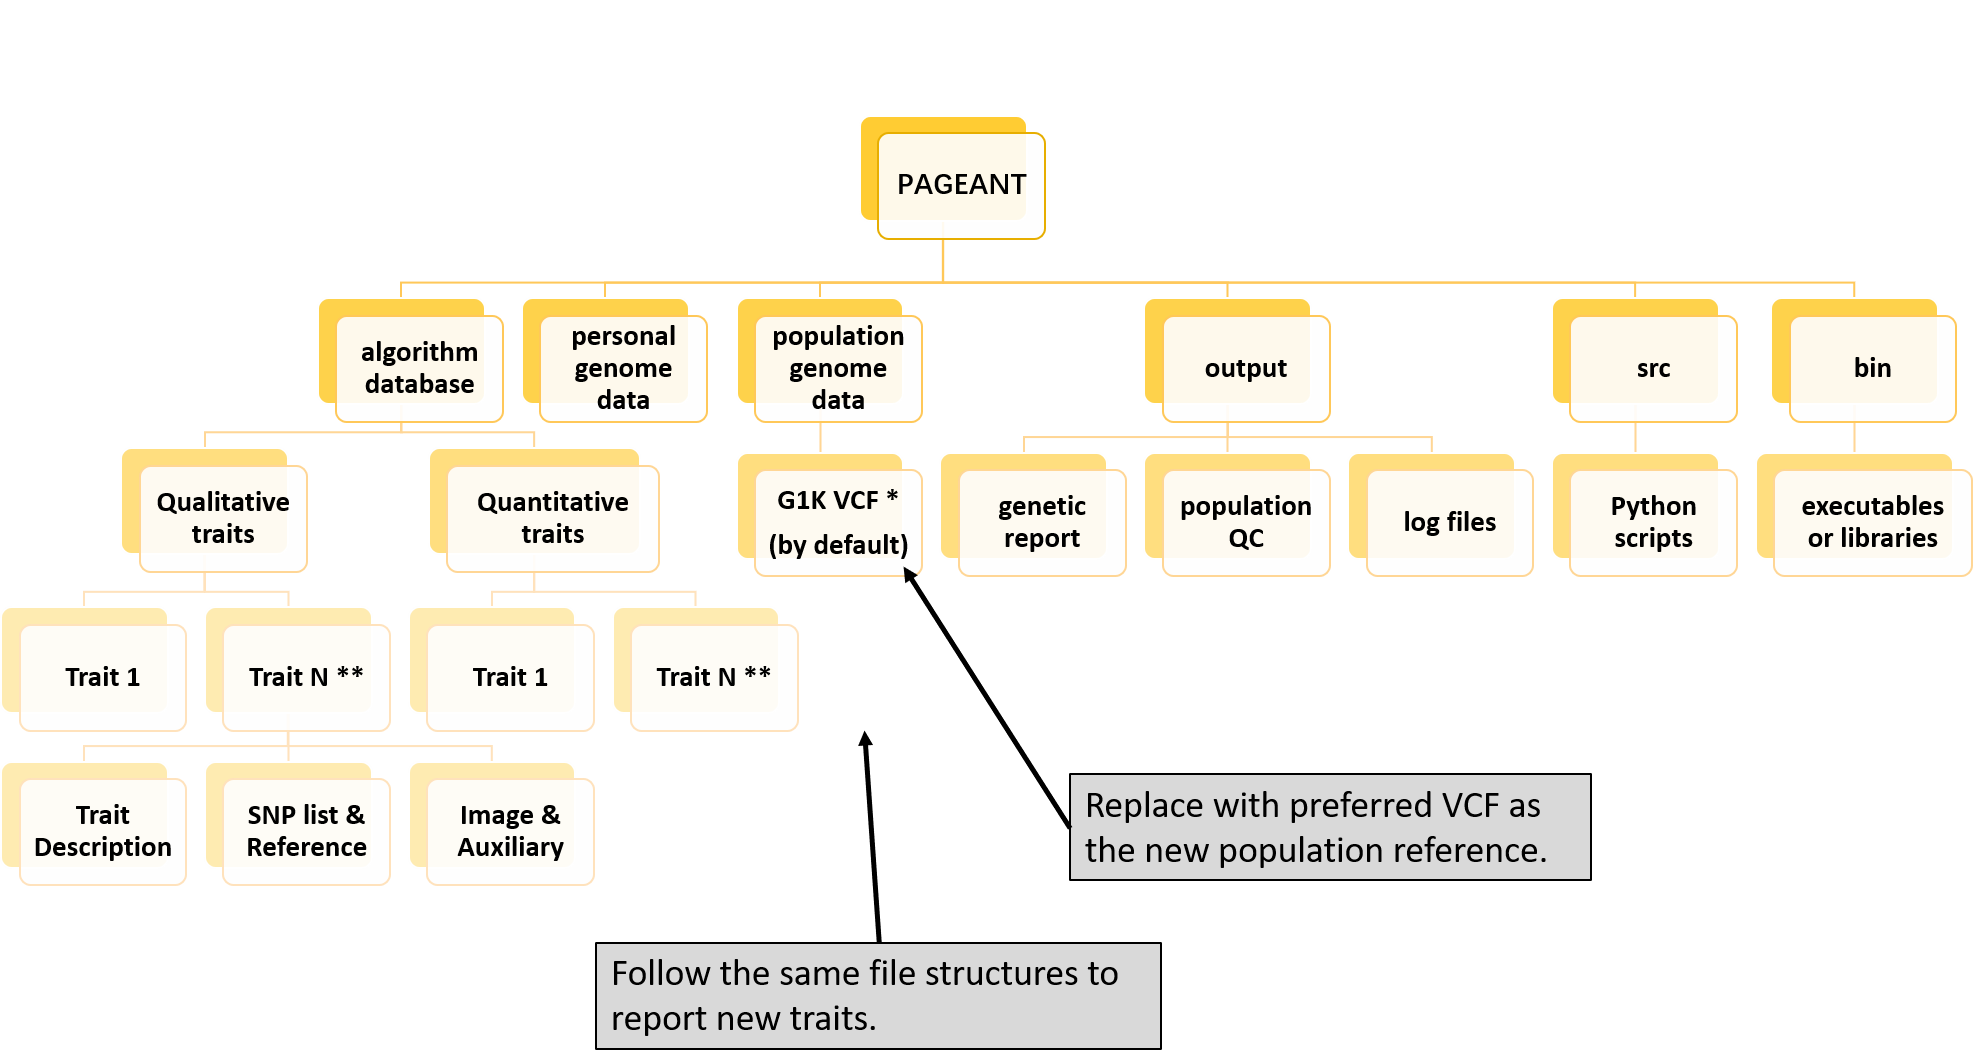 PAGEANT
algorithm
database
personal
genome
data
population
genome
data
output
src
bin
Qualitative
traits
Quantitative
traits
G1K VCF *
(by default)
genetic
report
population
QC
log files
Python
scripts
executables
or libraries
Trait 1
Trait N **
Trait 1
Trait N **
Trait
Description
SNP list &
Reference
Image &
Auxiliary
Replace with preferred VCF as
the new population reference.
Follow the same file structures to
report new traits.